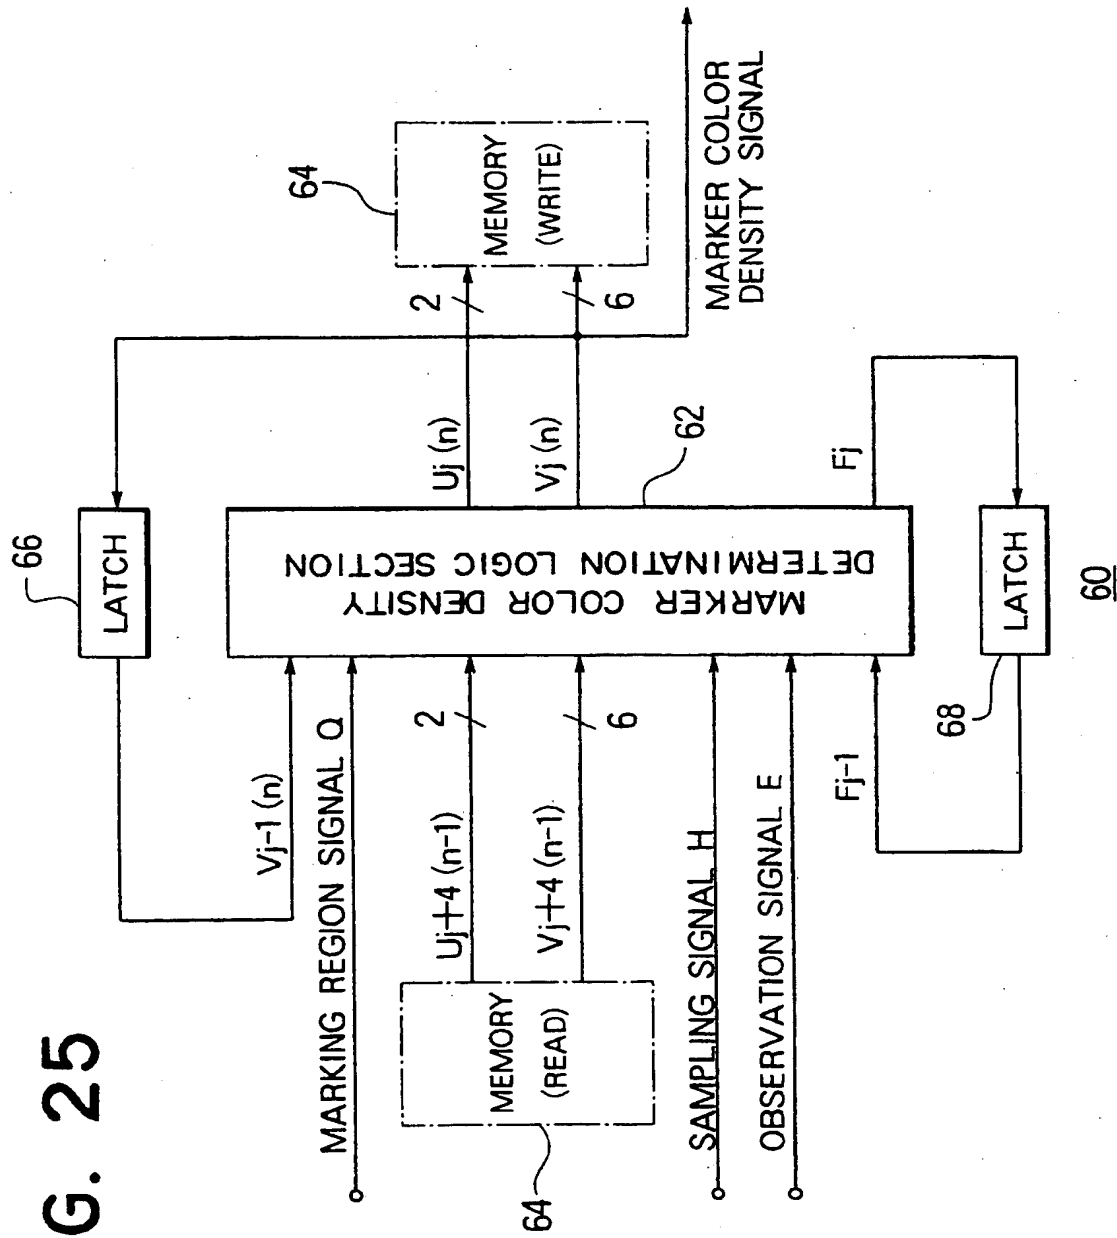 G. 25
66
LATCH
Vj-1 (n)
MARKING REGION SIGNAL Q
MEMORY
(READ)
64
Uj+4 (n-1)
2
Vj+4 (n-1)
6
SAMPLING SIGNAL H
OBSERVATION SIGNAL E
Fj-1
MARKER COLOR DENSITY
DETERMINATION LOGIC SECTION
62
Uj (n)
2
Vj (n)
6
64
MEMORY
(WRITE)
MARKER COLOR
DENSITY SIGNAL
Fj
LATCH
68
60